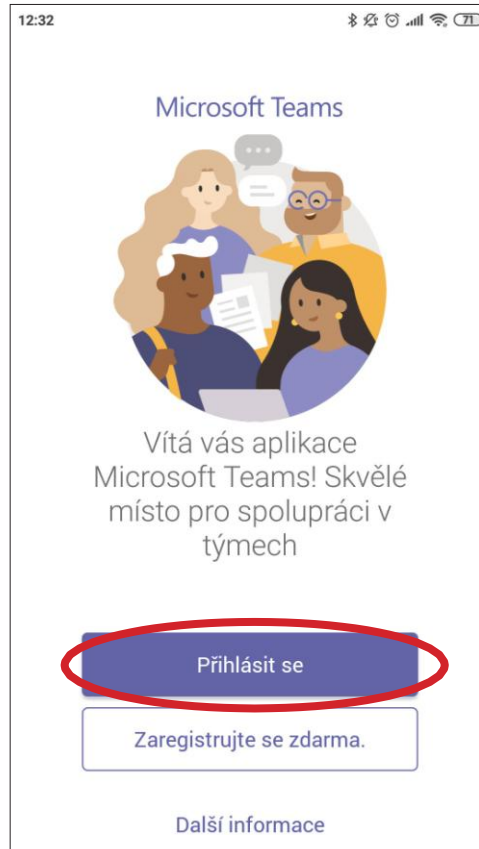 12:32
71
Microsoft Teams
Vítá vás aplikace
Microsoft Teams! Skvělé
místo pro spolupráci v
týmech
Přihlásit se
Zaregistrujte se zdarma.
Další informace